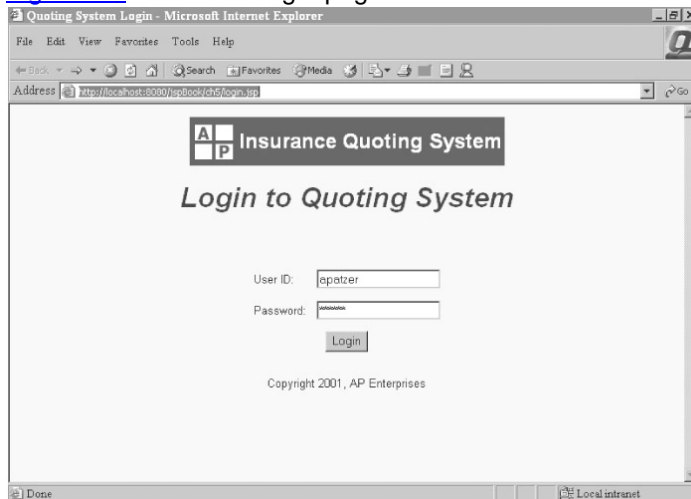 Quoting System Login - Microsoft Internet Explorer
File Edit View Favorites Tools Help
Back Search Favorites Media
Address http://localhost:8080/jspBook/ch5/login.jsp Go
A P Insurance Quoting System
Login to Quoting System
User ID: apatzer
Password: ******
Login
Copyright 2001, AP Enterprises
Done Local intranet